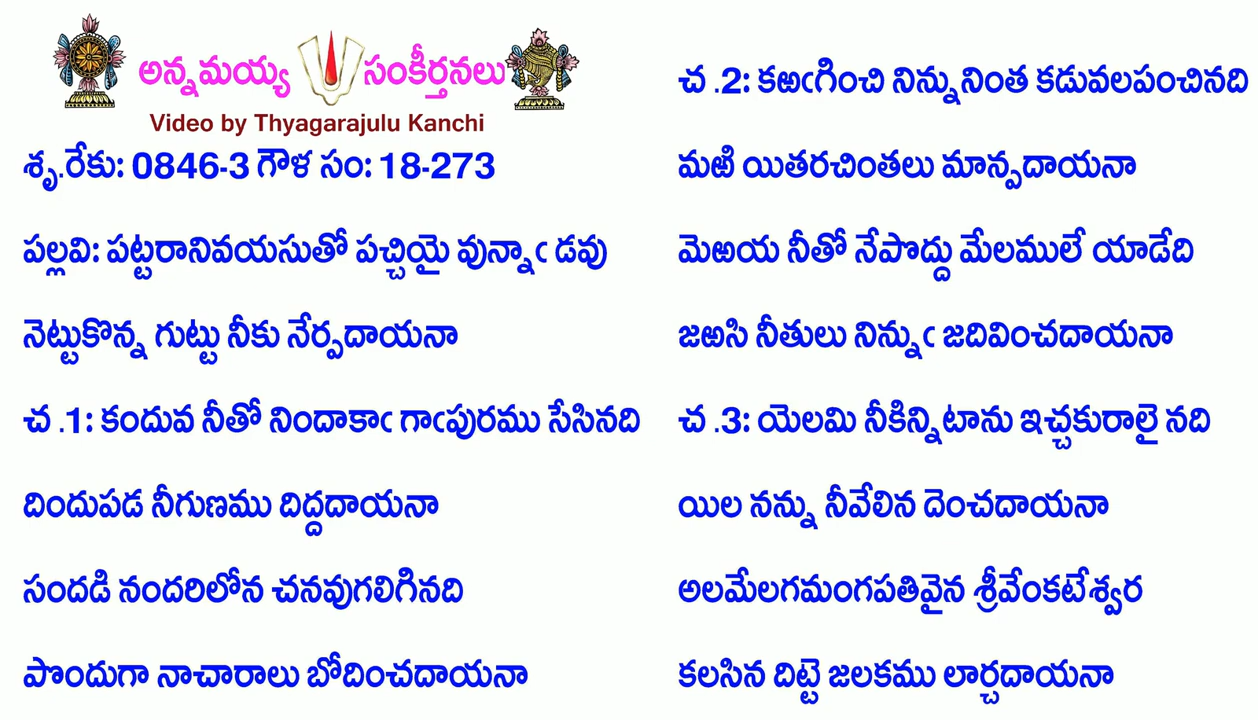 అన్నమయ్య సంకీర్తనలు
Video by Thyagarajulu Kanchi
శృ.రేకు: 0846-3 గౌళ సం: 18-273
పల్లవి: పట్టరానివయసుతో పచ్చియై వున్నాఁ డవు
నెట్టుకొన్న గుట్టు నీకు నేర్పదాయనా
చ .1: కందువ నీతో నిందాకాఁ గాఁపురము సేసినది
దిందుపడ నీగుణము దిద్దదాయనా
సందడి నందరిలోన చనవుగలిగినది
పొందుగా నాచారాలు బోదించదాయనా
చ .2: కఱఁగించి నిన్నునింత కడువలపంచినది
మఱి యితరచింతలు మాన్పదాయనా
మెఱయ నీతో నేపొద్దు మేలములే యాడేది
జఱసి నీతులు నిన్నుఁ జదివించదాయనా
చ .3: యెలమి నీకిన్నిటాను ఇచ్చకురాలై నది
యిల నన్ను నీవేలిన దెంచదాయనా
అలమేలగమంగపతివైన శ్రీవేంకటేశ్వర
కలసిన దిట్టె జలకము లార్చదాయనా